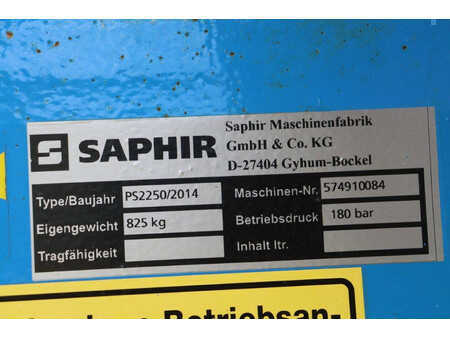 SAPHIR
Saphir Maschinenfabrik
GmbH & Co. KG
D-27404 Gyhum-Bockel
Type/Baujahr PS2250/2014 Maschinen-Nr. 574910084
Eigengewicht 825 kg Betriebsdruck 180 bar
Tragfähigkeit Inhalt ltr.
Betriebsan-